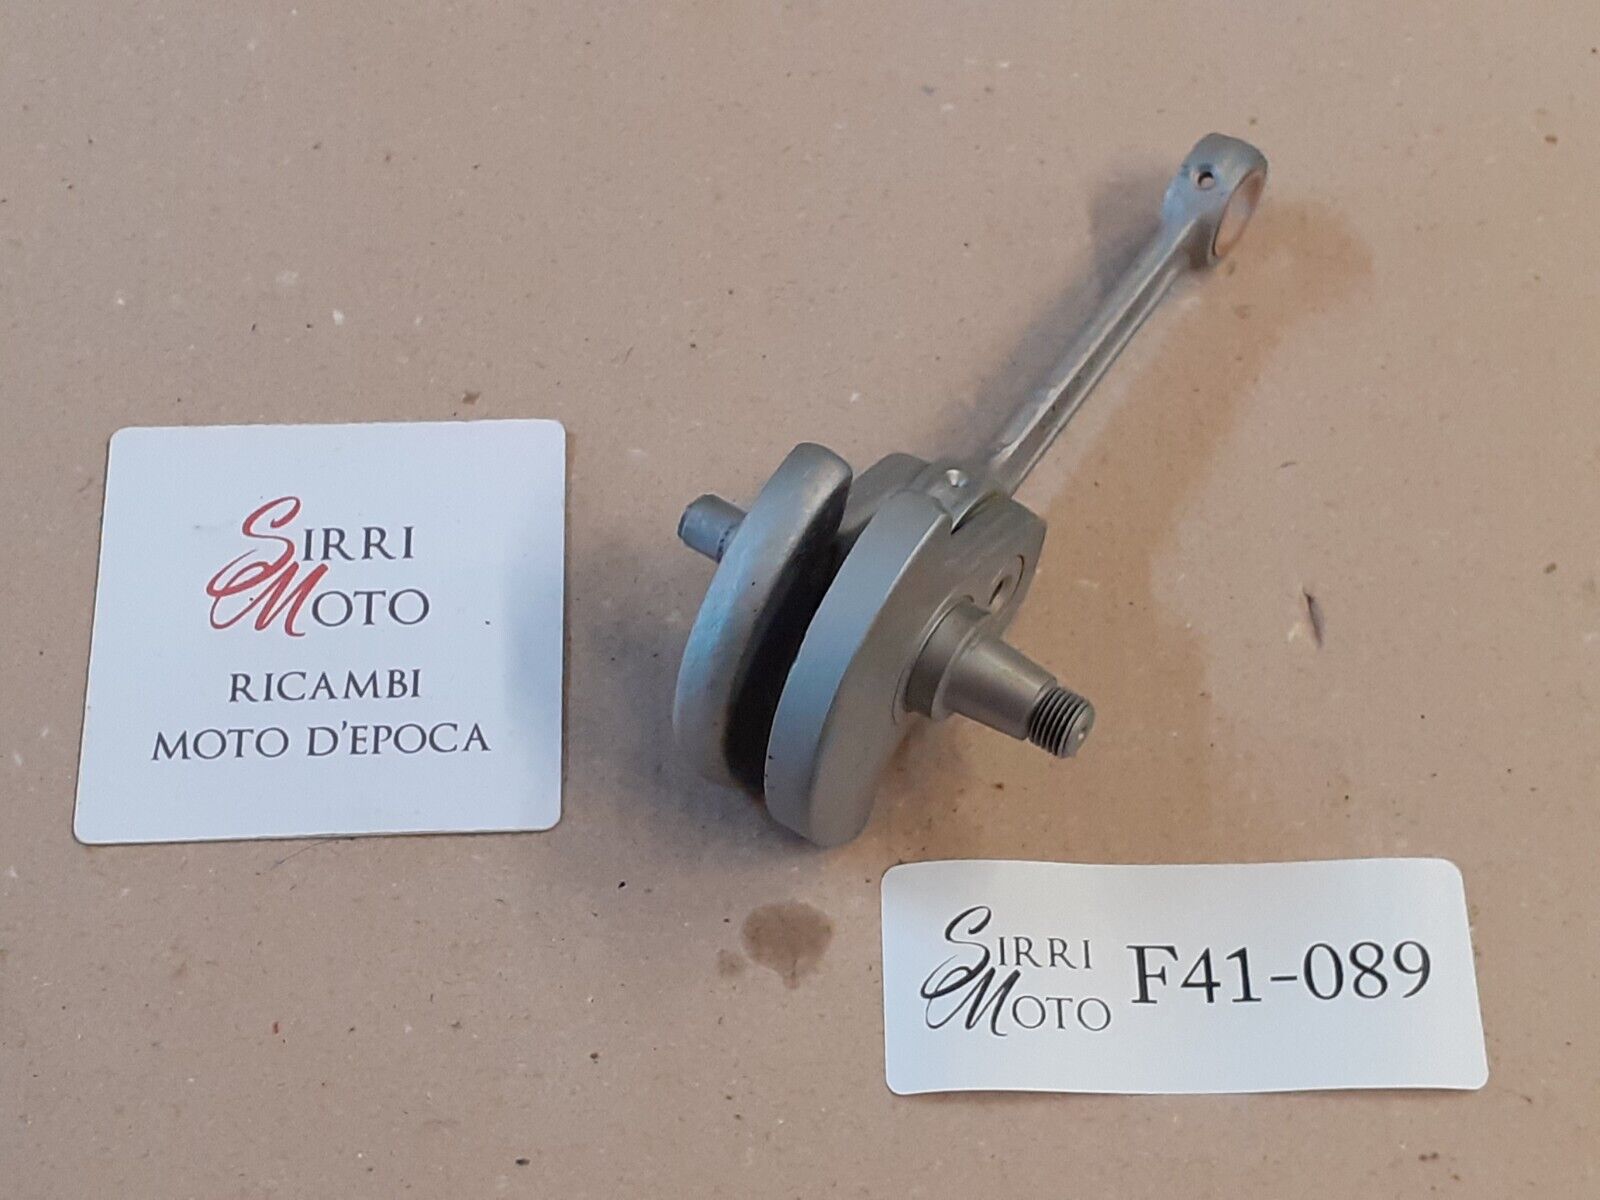 SIRRI
MOTO
RICAMBI
MOTO D'EPOCA
SIRRI
MOTO
F41-089